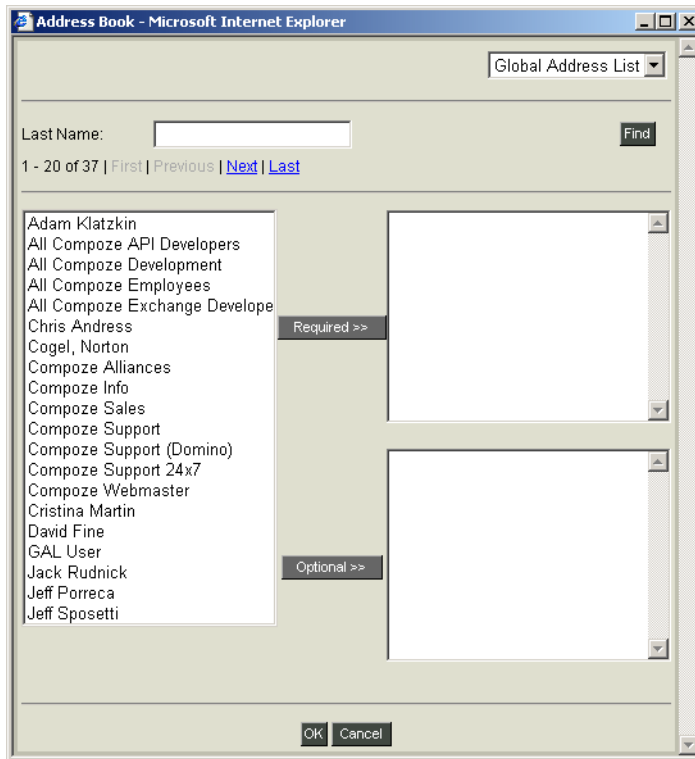 Address Book - Microsoft Internet Explorer
Global Address List
Last Name:
Find
1 - 20 of 37 | First | Previous | Next | Last
Adam Klatzkin
All Compoze API Developers
All Compoze Development
All Compoze Employees
All Compoze Exchange Develope
Chris Andress
Cogel, Norton
Compoze Alliances
Compoze Info
Compoze Sales
Compoze Support
Compoze Support (Domino)
Compoze Support 24x7
Compoze Webmaster
Cristina Martin
David Fine
GAL User
Jack Rudnick
Jeff Porreca
Jeff Sposetti
Required >>
Optional >>
OK Cancel